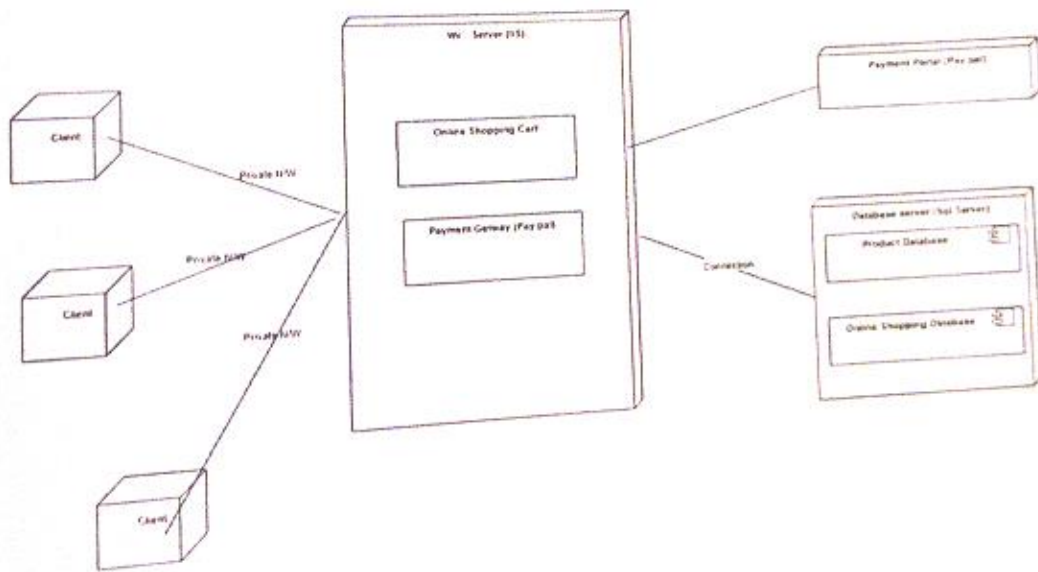 Client
Private N/W
Client
Private N/W
Client
Private N/W
Server (IIS)
Online Shopping Cart
Payment Getway (Pay pal)
Payment Portal (Pay pal)
Connection
Database server (Sql Server)
Product Database
Online Shopping Database